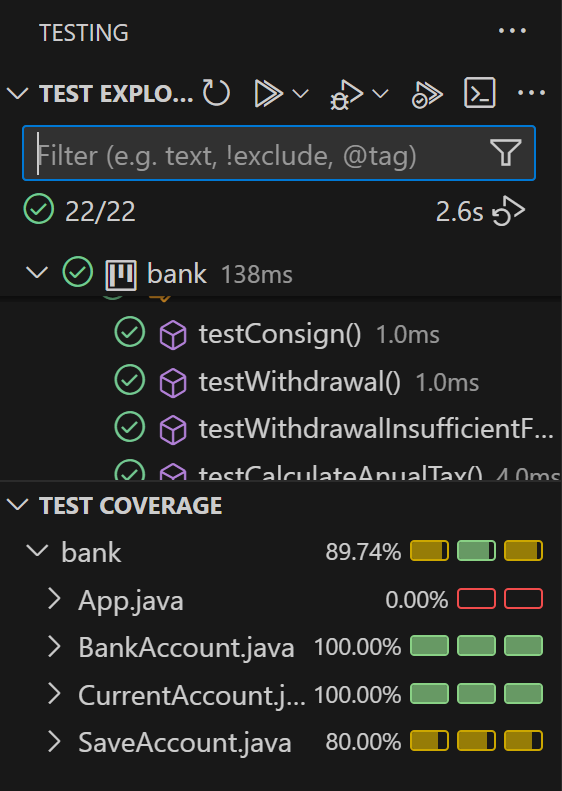 TESTING
TEST EXPLO...
Filter (e.g. text, !exclude, @tag)
22/22 2.6s
bank 138ms
testConsign() 1.0ms
testWithdrawal() 1.0ms
testWithdrawalInsufficientF...
testCalculateAnualTax() 4.0ms
TEST COVERAGE
bank 89.74%
App.java 0.00%
BankAccount.java 100.00%
CurrentAccount.j... 100.00%
SaveAccount.java 80.00%